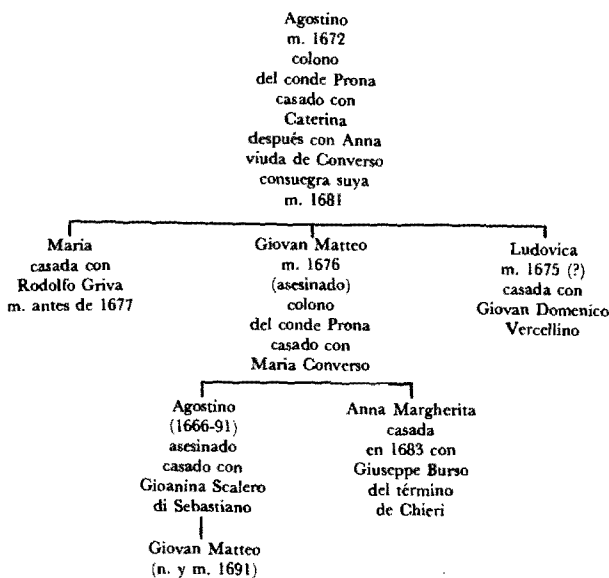 Agostino
m. 1672
colono
del conde Prona
casado con
Caterina
después con Anna
viuda de Converso
consuegra suya
m. 1681
Maria
casada con
Rodolfo Griva
m. antes de 1677
Giovan Matteo
m. 1676
(asesinado)
colono
del conde Prona
casado con
Maria Converso
Ludovica
m. 1675 (?)
casada con
Giovan Domenico
Vercellino
Agostino
(1666-91)
asesinado
casado con
Gioanina Scalero
di Sebastiano
Anna Margherita
casada
en 1683 con
Giuseppe Burso
del término
de Chieri
Giovan Matteo
(n. y m. 1691)